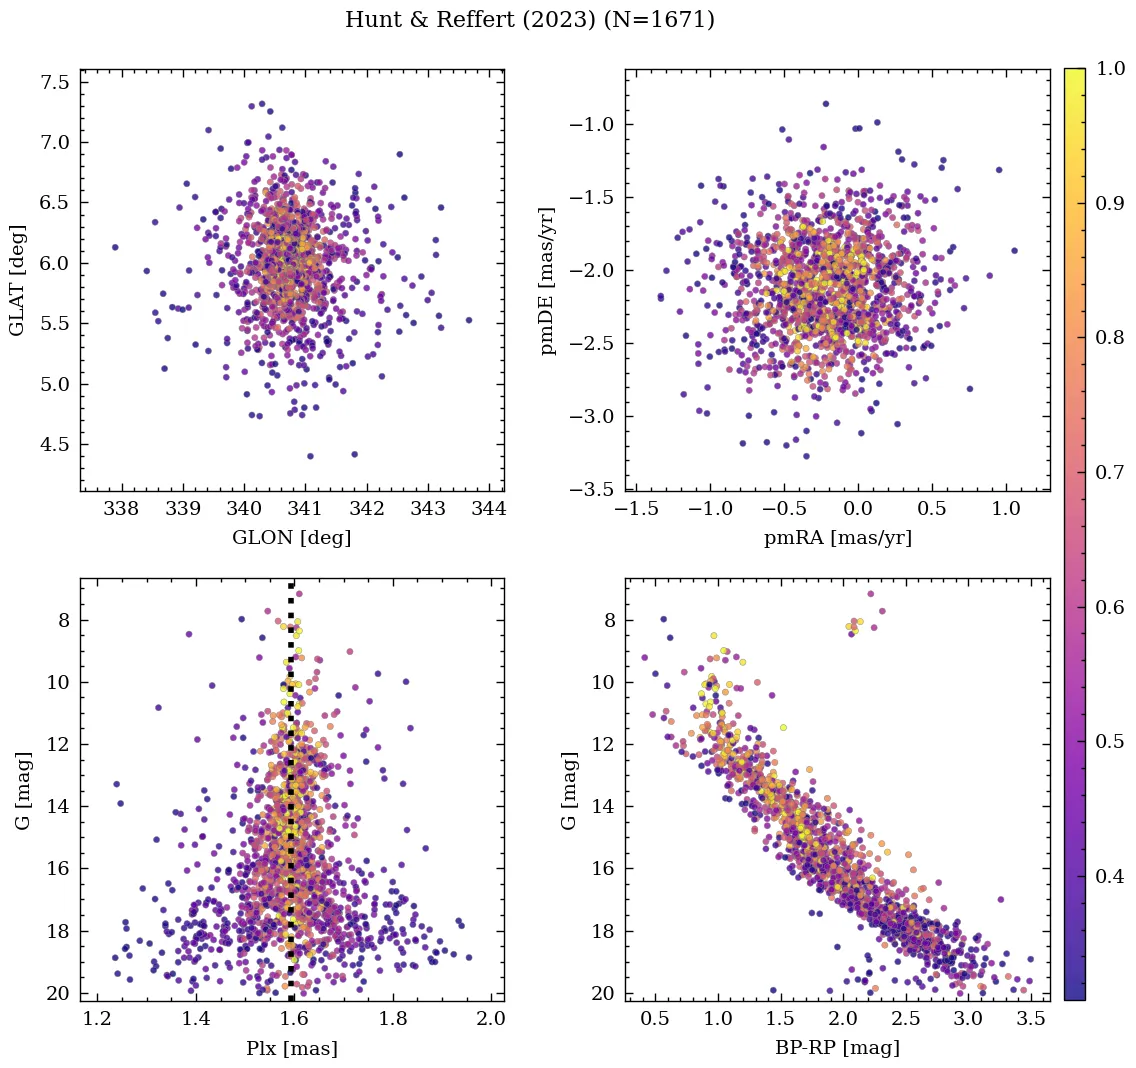 Hunt & Reffert (2023) (N=1671)
7.5
7.0
6.5
6.0
5.5
5.0
4.5
GLAT [deg]
338 339 340 341 342 343 344
GLON [deg]
−1.0
−1.5
−2.0
−2.5
−3.0
−3.5
pmDE [mas/yr]
−1.5 −1.0 −0.5 0.0 0.5 1.0
pmRA [mas/yr]
1.0
0.9
0.8
0.7
0.6
0.5
0.4
8
10
12
14
16
18
20
G [mag]
1.2 1.4 1.6 1.8 2.0
Plx [mas]
8
10
12
14
16
18
20
G [mag]
0.5 1.0 1.5 2.0 2.5 3.0 3.5
BP-RP [mag]